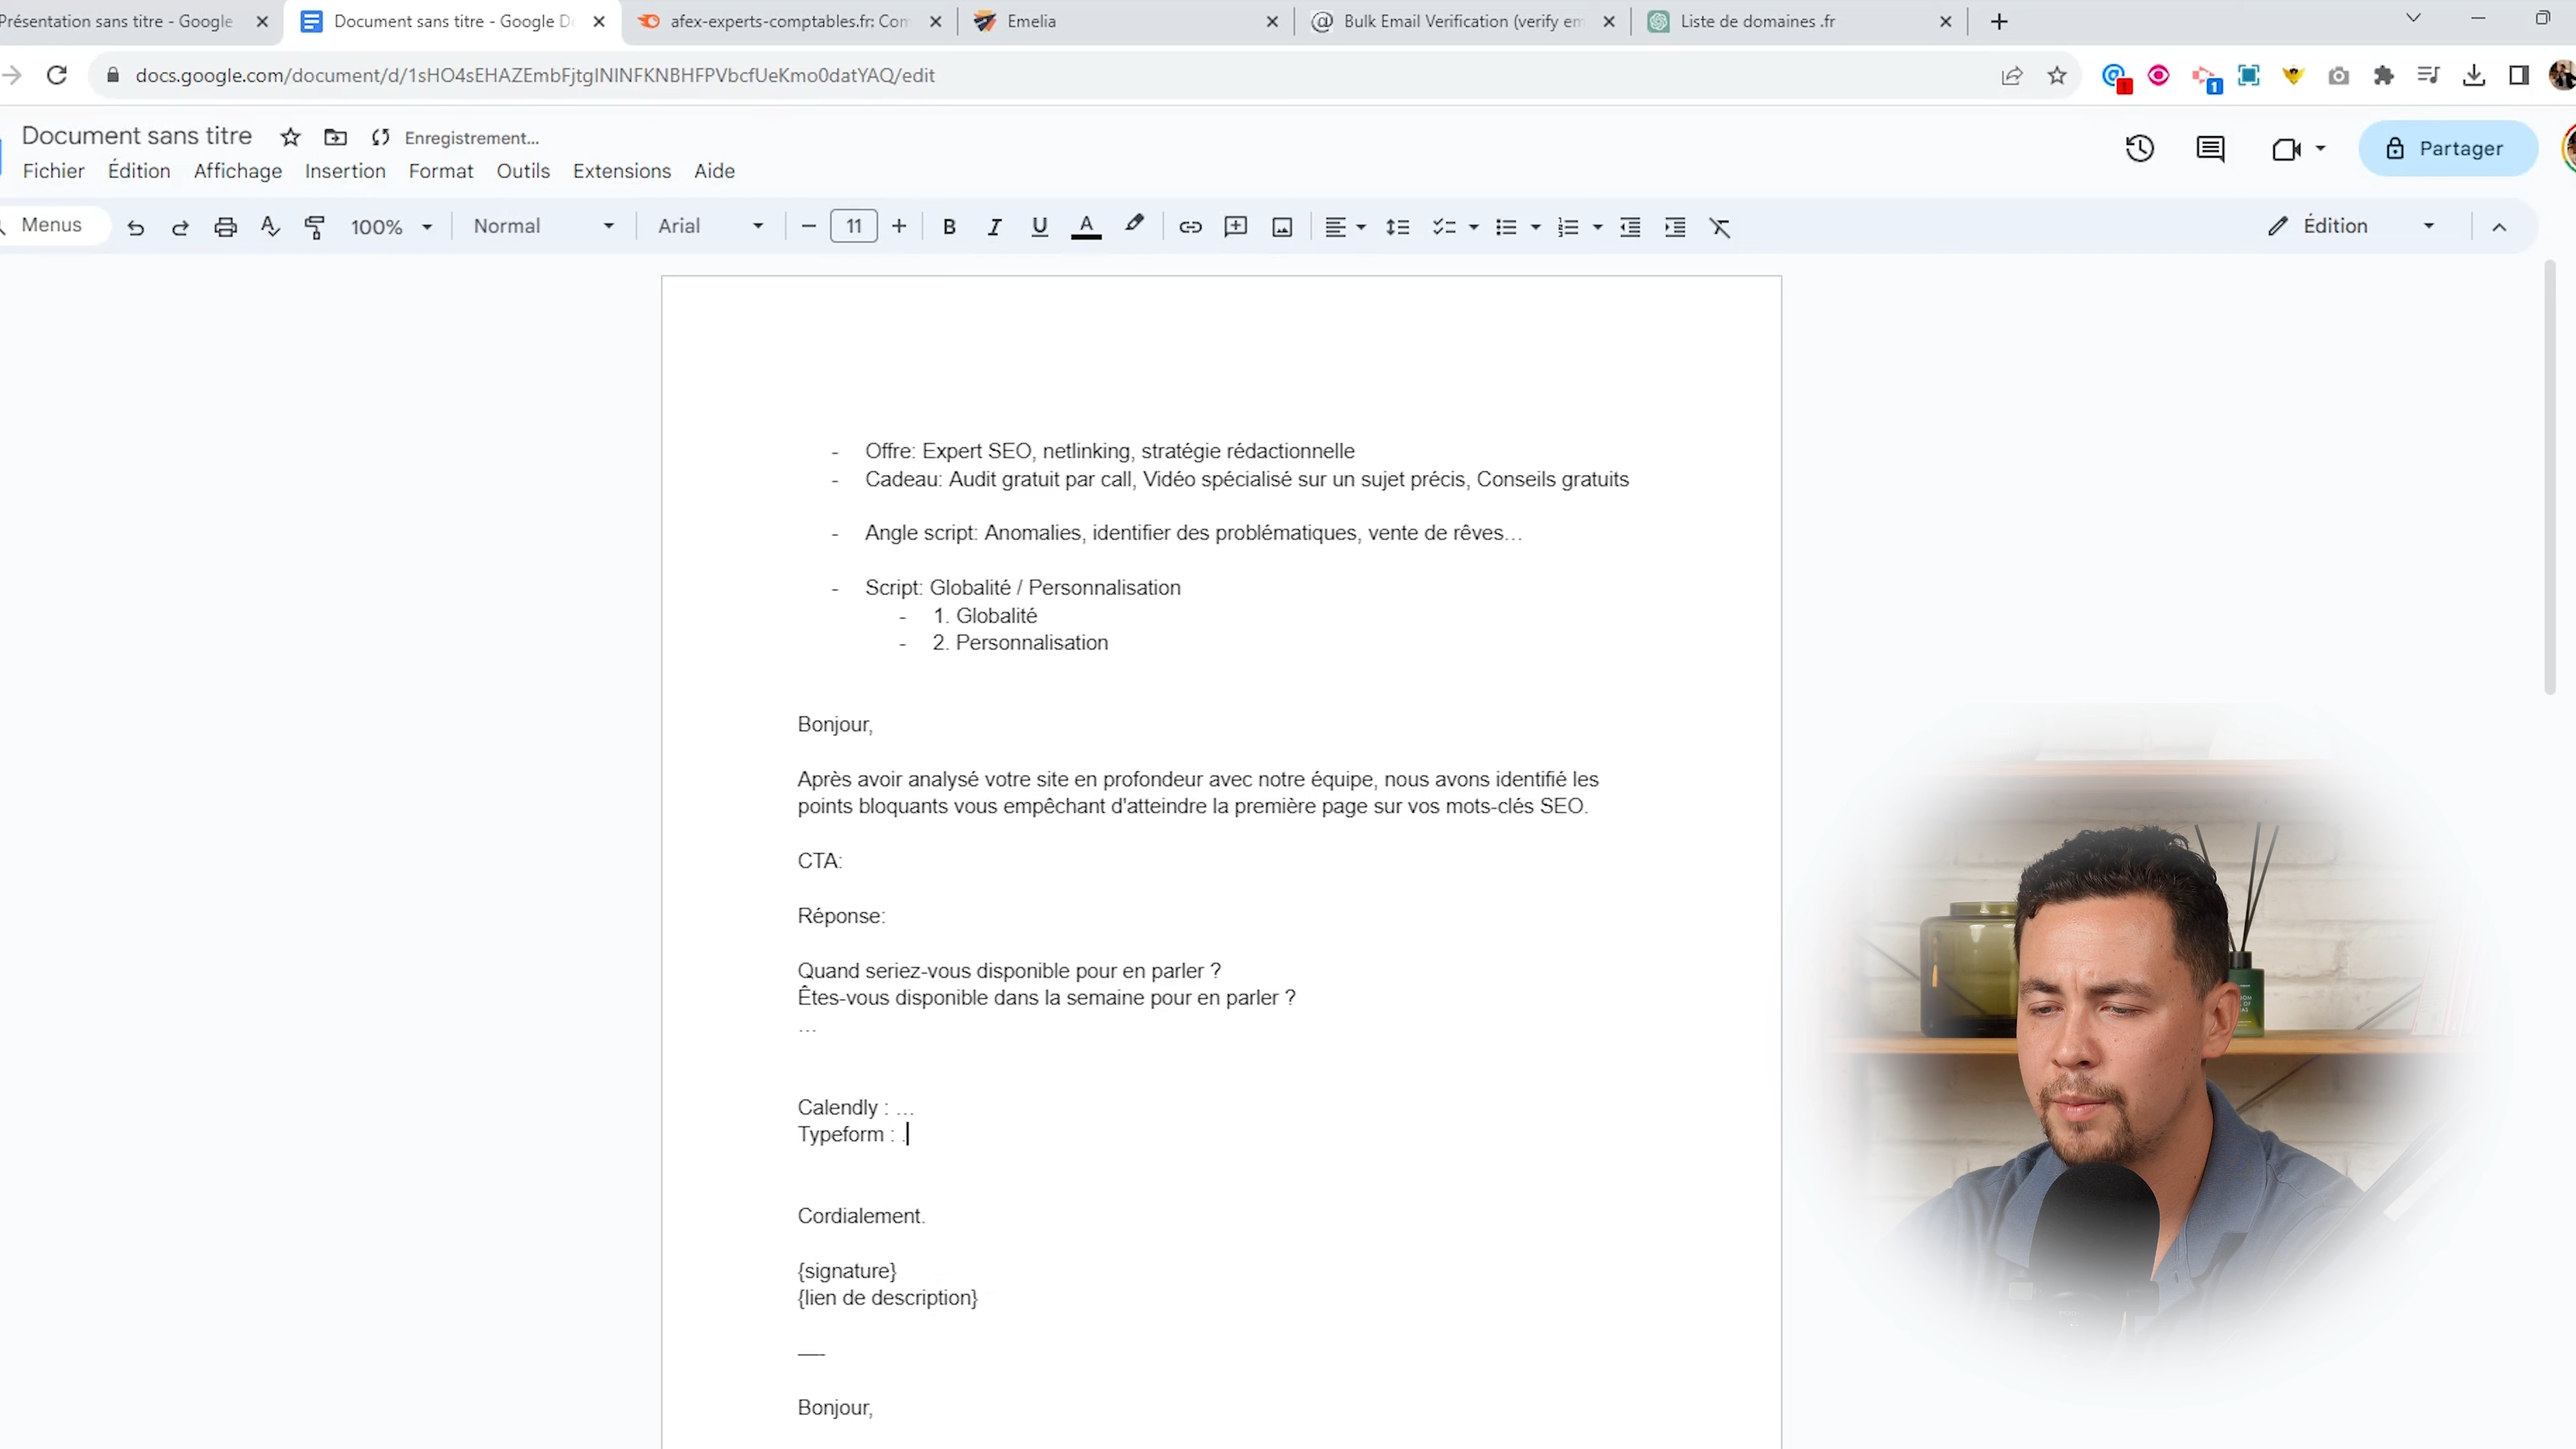 Présentation sans titre - Google
Document sans titre - Google Do
afex-experts-comptables.fr: Com
Emelia
Bulk Email Verification (verify em
Liste de domaines .fr
docs.google.com/document/d/1sHO4sEHAZEmbFjtgININFKNBHFPVbcfUeKmo0datYAQ/edit
1
Document sans titre
Enregistrement...
Fichier Édition Affichage Insertion Format Outils Extensions Aide
Partager
Menus
100%
Normal
Arial
11
Édition
- Offre: Expert SEO, netlinking, stratégie rédactionnelle
- Cadeau: Audit gratuit par call, Vidéo spécialisé sur un sujet précis, Conseils gratuits
- Angle script: Anomalies, identifier des problématiques, vente de rêves…
- Script: Globalité / Personnalisation
- 1. Globalité
- 2. Personnalisation
Bonjour,
Après avoir analysé votre site en profondeur avec notre équipe, nous avons identifié les
points bloquants vous empêchant d'atteindre la première page sur vos mots-clés SEO.
CTA:
Réponse:
Quand seriez-vous disponible pour en parler ?
Êtes-vous disponible dans la semaine pour en parler ?
…
Calendly : …
Typeform : .
Cordialement.
{signature}
{lien de description}
—-
Bonjour,